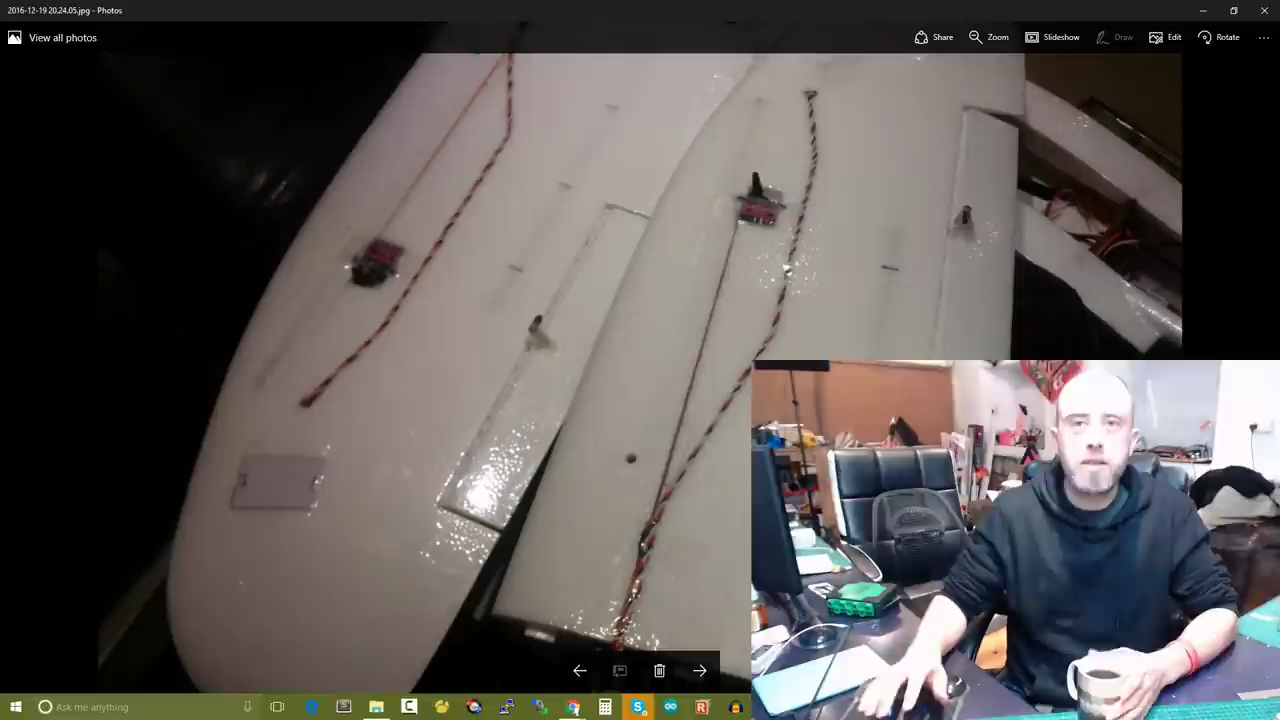 2016-12-19 20.24.05.jpg - Photos
View all photos
Share
Zoom
Slideshow
Draw
Edit
Rotate
Ask me anything